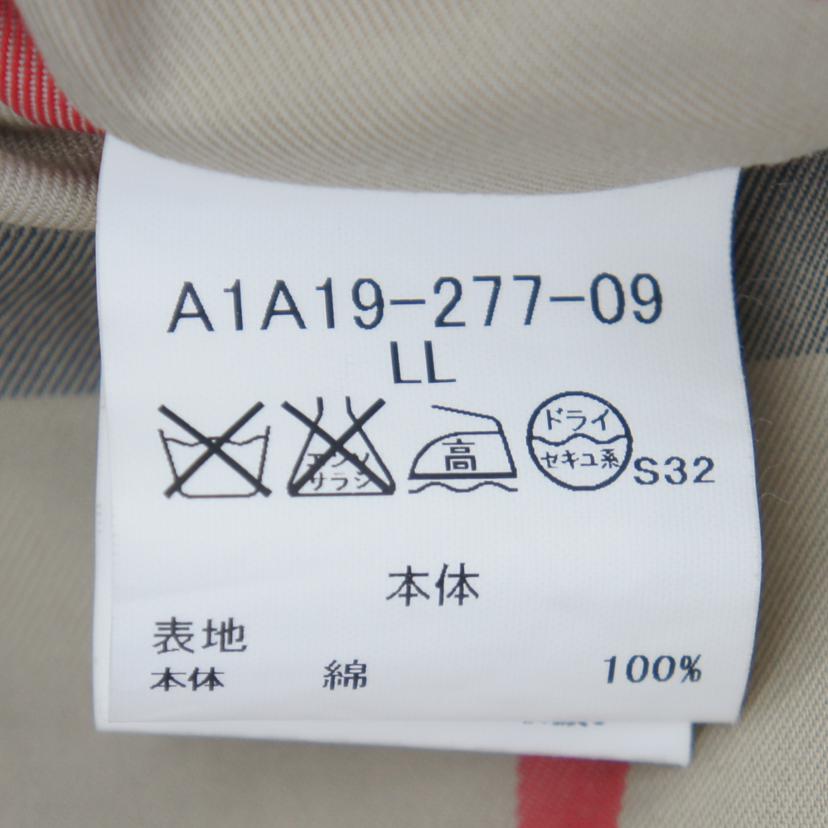 A1A19-277-09
LL
エンソ
サラシ
高
ドライ
セキユ系
S32
本体
表地
本体 綿 100%